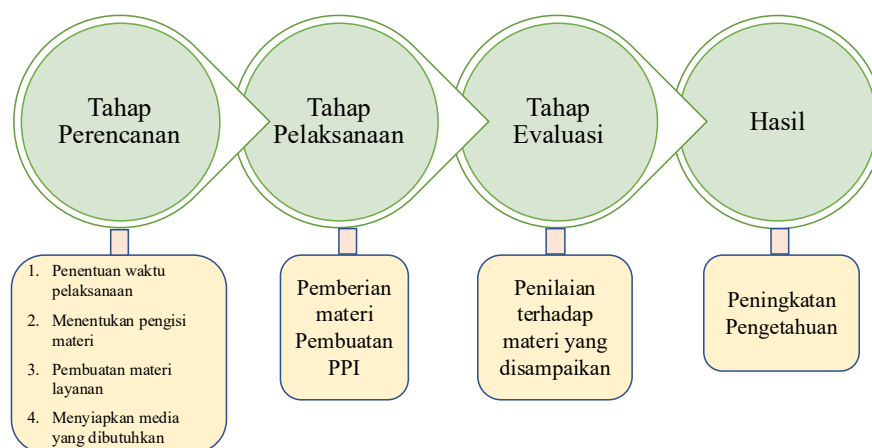 Tahap
Perencanan
Tahap
Pelaksanaan
Tahap
Evaluasi
Hasil
1. Penentuan waktu
pelaksanaan
2. Menentukan pengisi
materi
3. Pembuatan materi
layanan
4. Menyiapkan media
yang dibutuhkan
Pemberian
materi
Pembuatan
PPI
Penilaian
terhadap
materi yang
disampaikan
Peningkatan
Pengetahuan